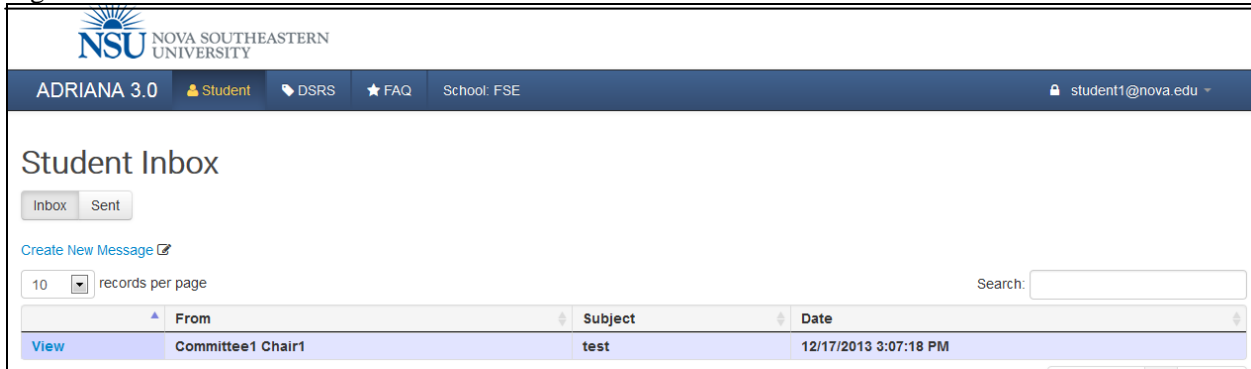 NSU NOVA SOUTHEASTERN
UNIVERSITY
ADRIANA 3.0 Student DSRS FAQ School: FSE student1@nova.edu
Student Inbox
Inbox Sent
Create New Message
10 records per page Search:
From Subject Date
View Committee1 Chair1 test 12/17/2013 3:07:18 PM